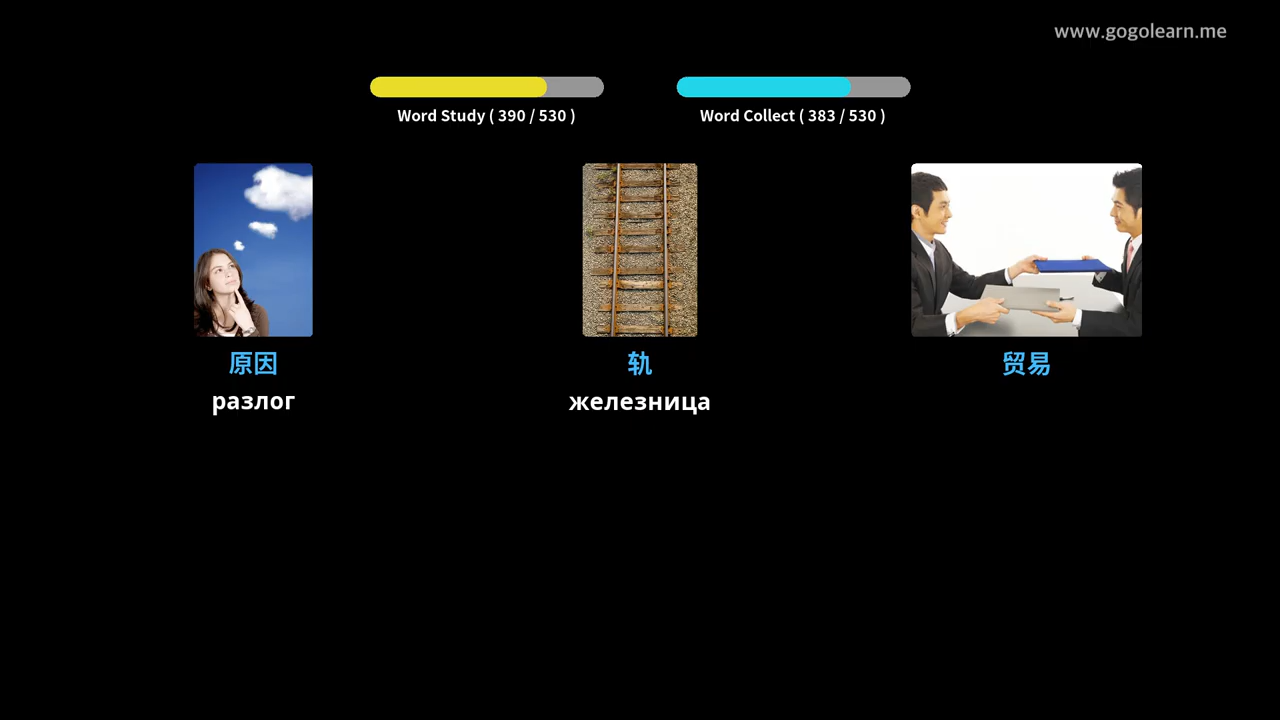 www.gogolearn.me
Word Study ( 390 / 530 )
Word Collect ( 383 / 530 )
原因
轨
贸易
разлог
железница